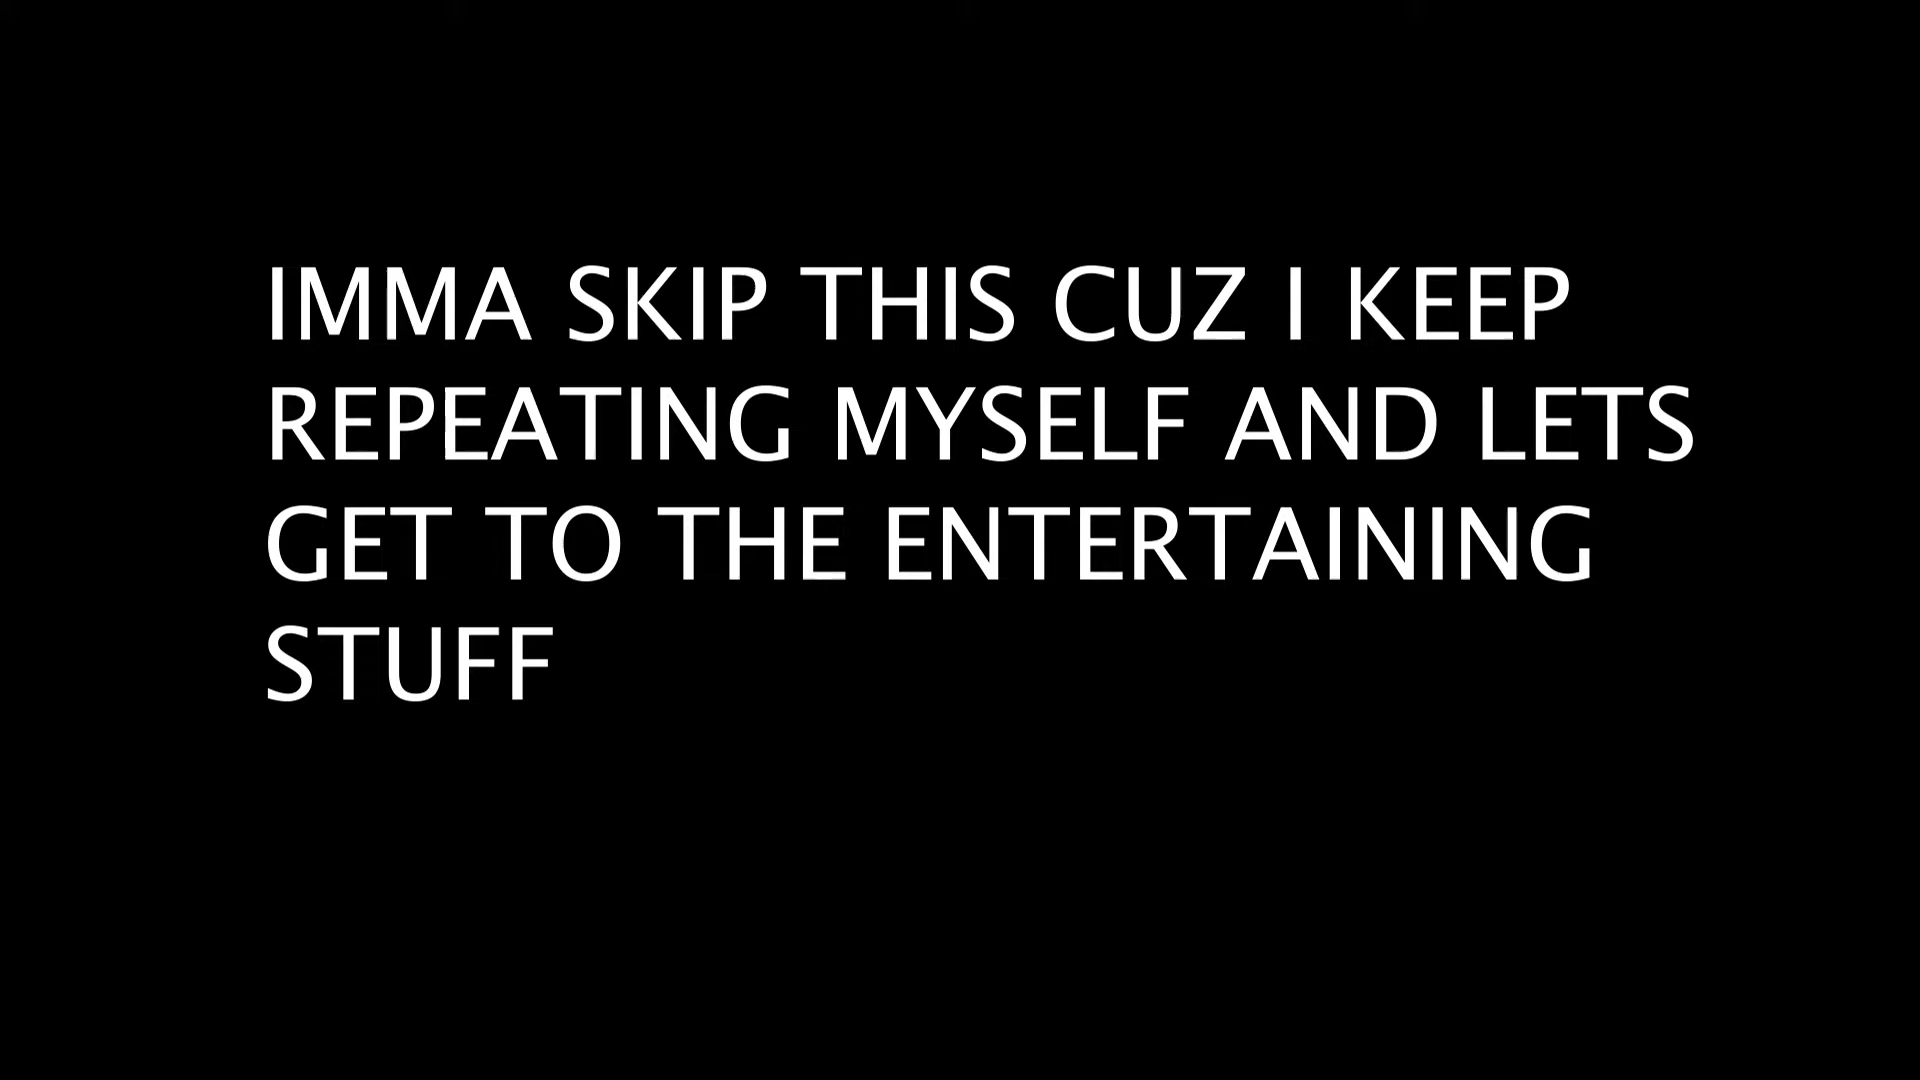 IMMA SKIP THIS CUZ I KEEP
REPEATING MYSELF AND LETS
GET TO THE ENTERTAINING
STUFF